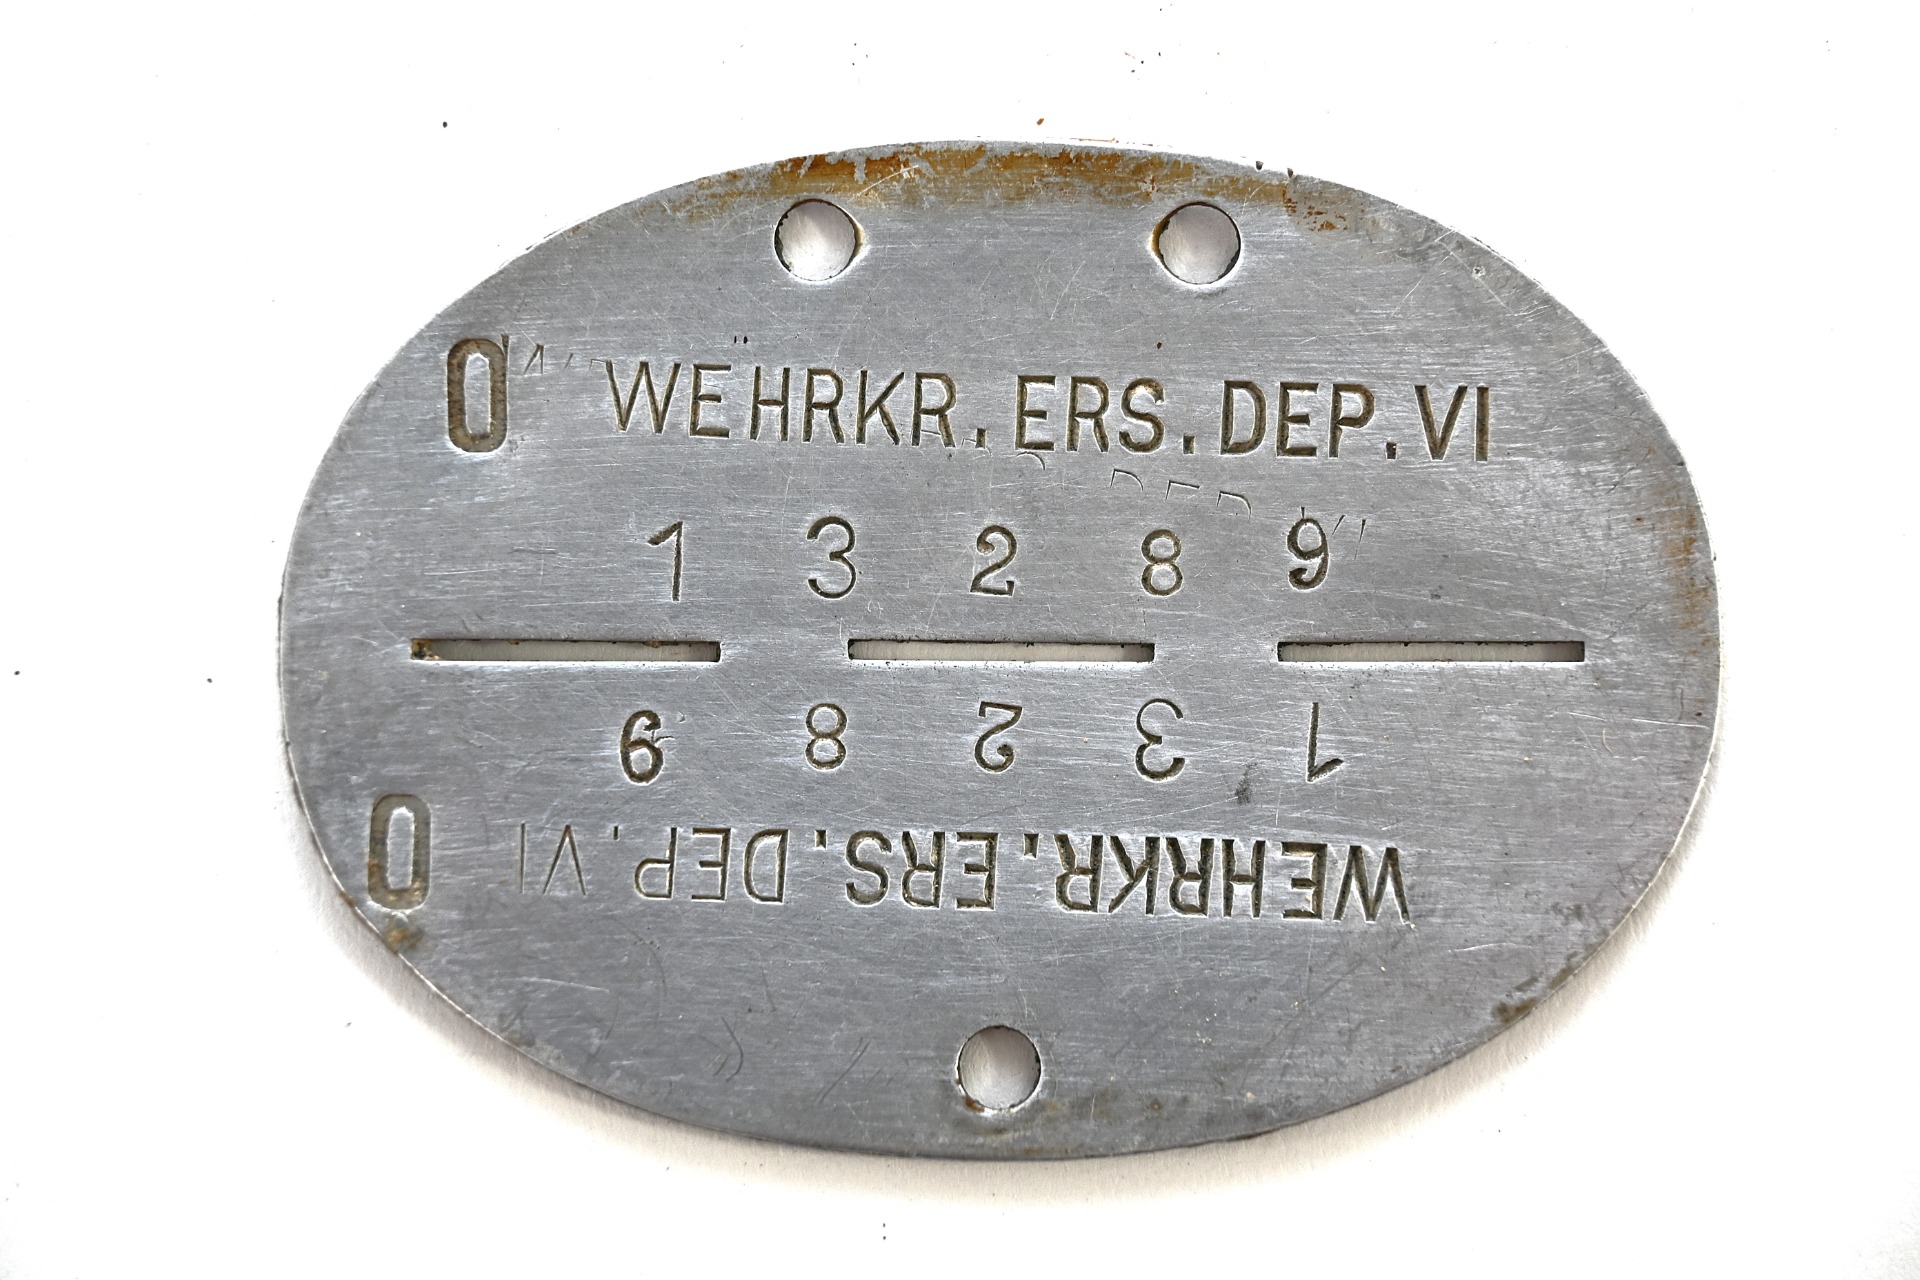 0 WEHRKR. ERS. DEP. VI
1 3 2 8 9
1 3 2 8 9
WEHRKR. ERS. DEP. VI 0